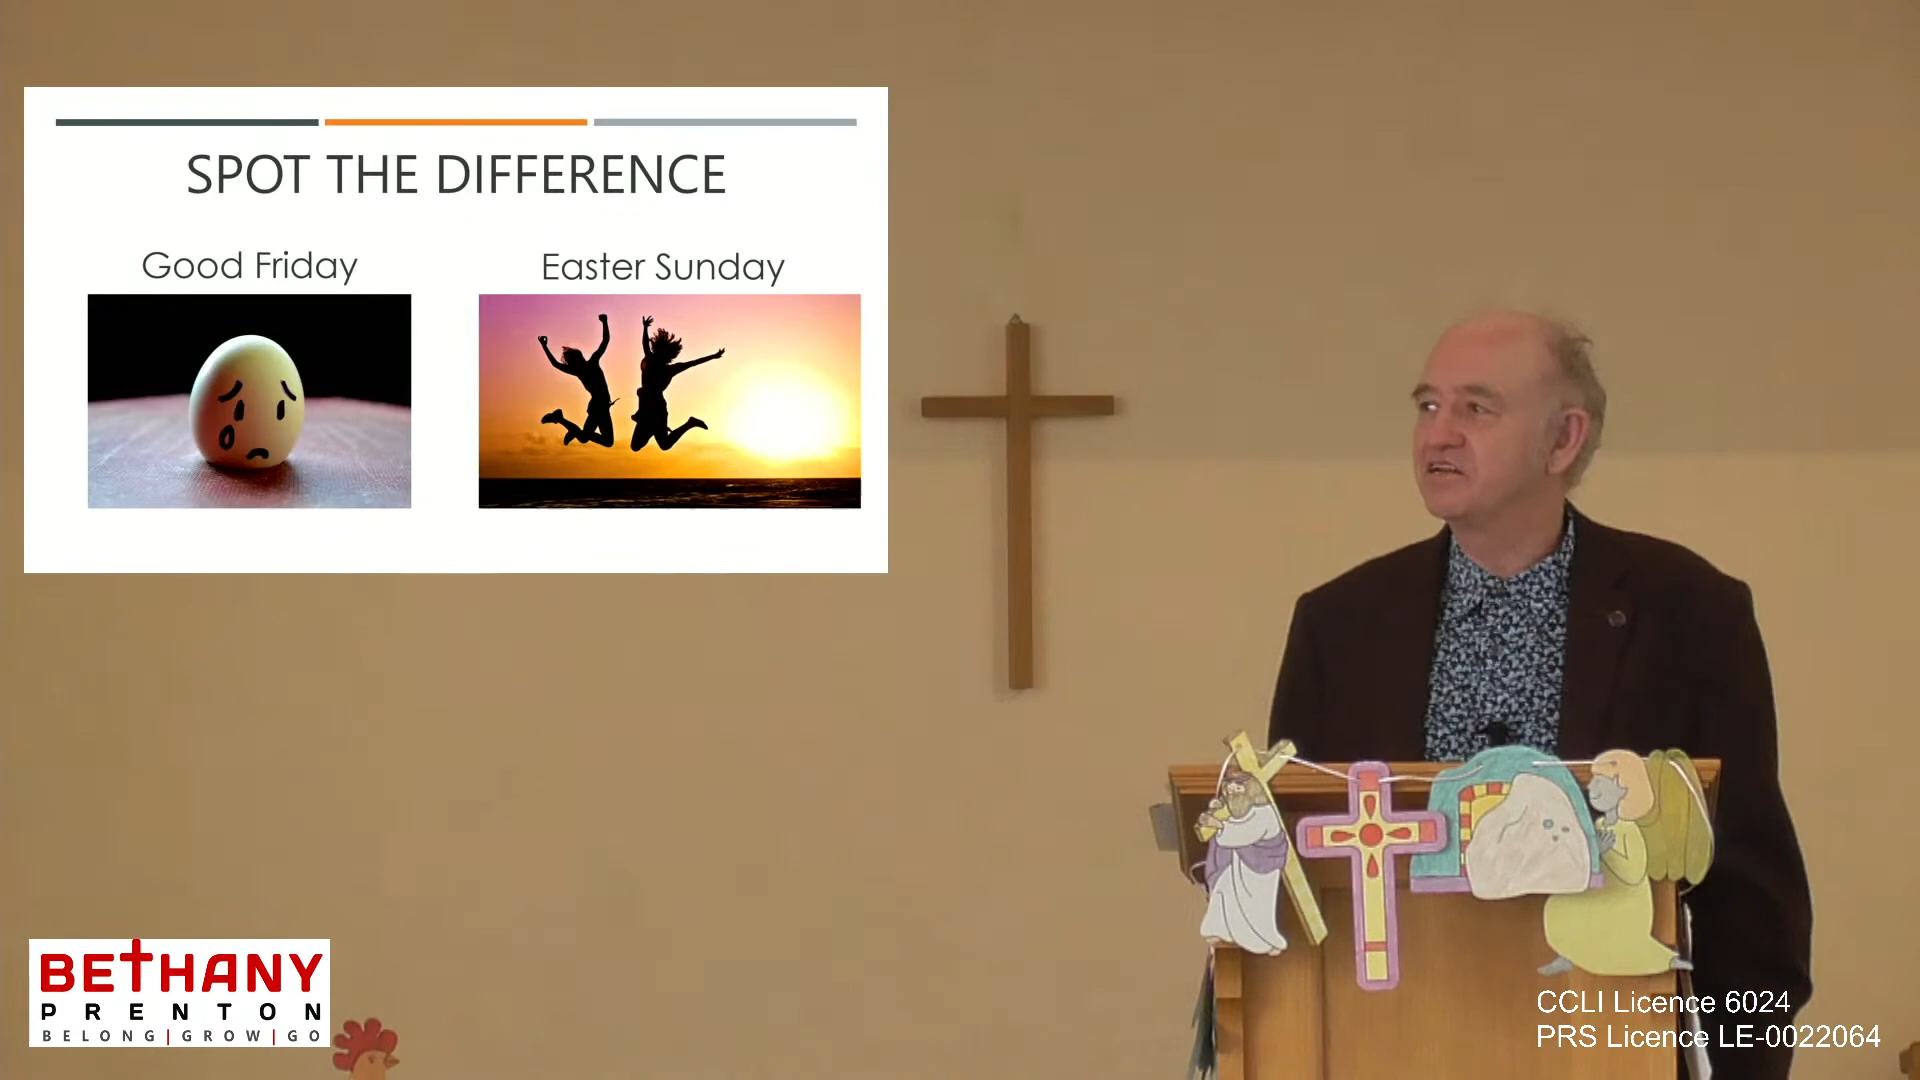 SPOT THE DIFFERENCE
Good Friday
Easter Sunday
BETHANY
PRENTON
BELONG|GROW|GO
CCLI Licence 6024
PRS Licence LE-0022064